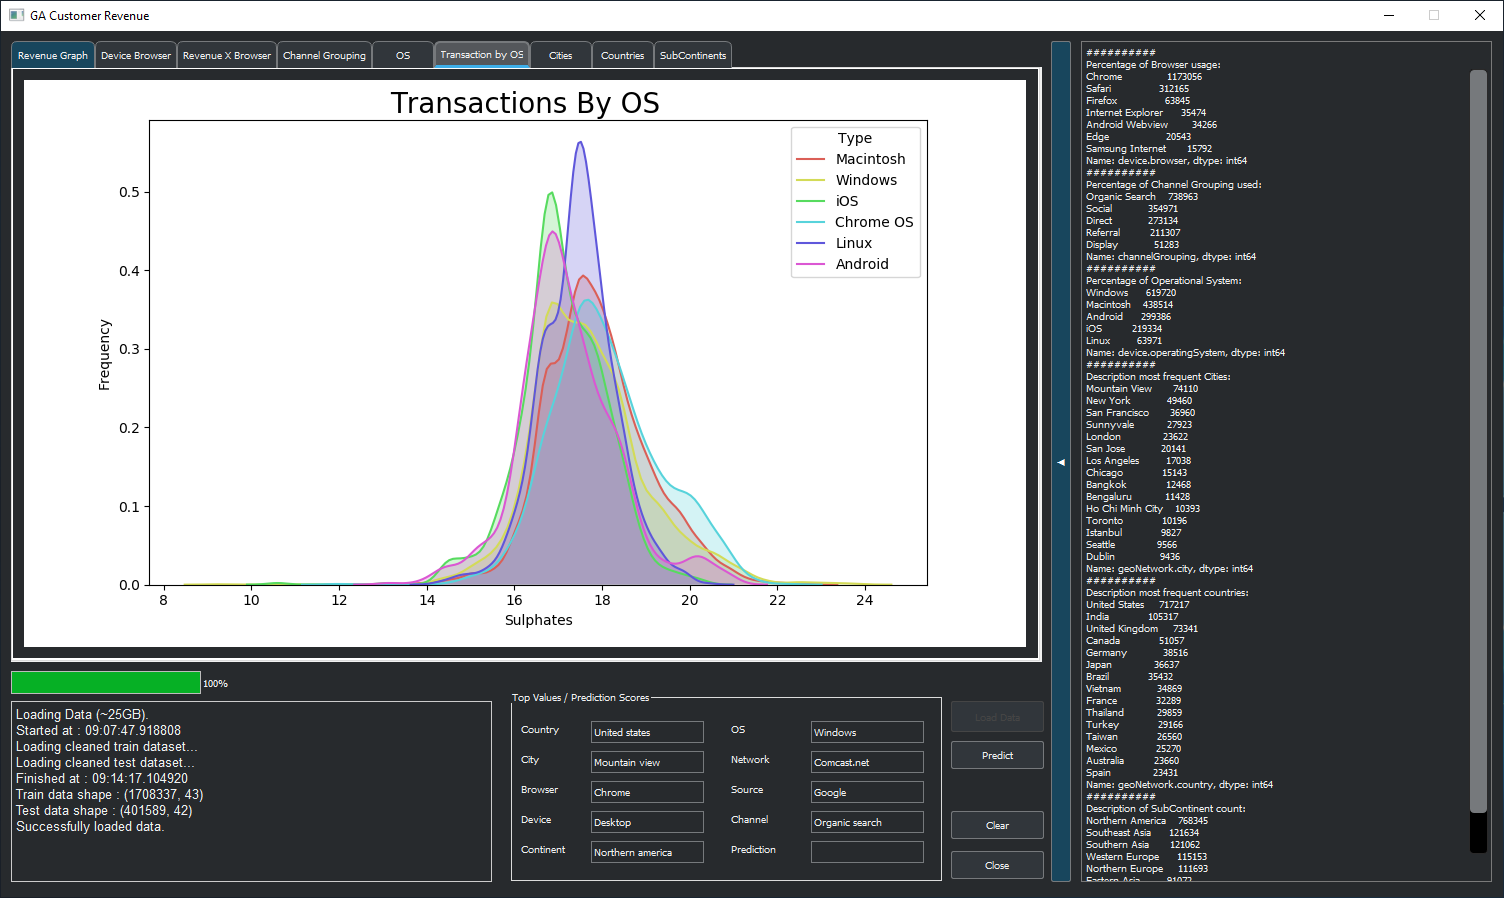 GA Customer Revenue
Revenue Graph Device Browser Revenue X Browser Channel Grouping OS Transaction by OS Cities Countries SubContinents
Transactions By OS
Type
Macintosh
Windows
iOS
Chrome OS
Linux
Android
Frequency
0.5
0.4
0.3
0.2
0.1
0.0
8 10 12 14 16 18 20 22 24
Sulphates
100%
Loading Data (~25GB).
Started at : 09:07:47.918808
Loading cleaned train dataset...
Loading cleaned test dataset...
Finished at : 09:14:17.104920
Train data shape : (1708337, 43)
Test data shape : (401589, 42)
Successfully loaded data.
Top Values / Prediction Scores
Country United states OS Windows
City Mountain view Network Comcast.net
Browser Chrome Source Google
Device Desktop Channel Organic search
Continent Northern america Prediction
Load Data
Predict
Clear
Close
##########
Percentage of Browser usage:
Chrome 1173056
Safari 312165
Firefox 63845
Internet Explorer 35474
Android Webview 34266
Edge 20543
Samsung Internet 15792
Name: device.browser, dtype: int64
##########
Percentage of Channel Grouping used:
Organic Search 738963
Social 354971
Direct 273134
Referral 211307
Display 51283
Name: channelGrouping, dtype: int64
##########
Percentage of Operational System:
Windows 619720
Macintosh 438514
Android 299386
iOS 219334
Linux 63971
Name: device.operatingSystem, dtype: int64
##########
Description most frequent Cities:
Mountain View 74110
New York 49460
San Francisco 36960
Sunnyvale 27923
London 23622
San Jose 20141
Los Angeles 17038
Chicago 15143
Bangkok 12468
Bengaluru 11428
Ho Chi Minh City 10393
Toronto 10196
Istanbul 9827
Seattle 9566
Dublin 9436
Name: geoNetwork.city, dtype: int64
##########
Description most frequent countries:
United States 717217
India 105317
United Kingdom 73341
Canada 51057
Germany 38516
Japan 36637
Brazil 35432
Vietnam 34869
France 32289
Thailand 29859
Turkey 29166
Taiwan 26560
Mexico 25270
Australia 23660
Spain 23431
Name: geoNetwork.country, dtype: int64
##########
Description of SubContinent count:
Northern America 768345
Southeast Asia 121634
Southern Asia 121062
Western Europe 115153
Northern Europe 111693
Eastern Asia 91072